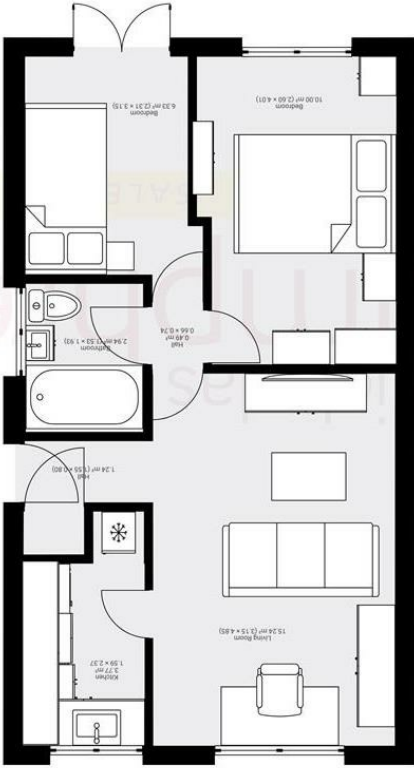 Living Room
15.24 m² (3.15 × 4.85)
Kitchen
3.77 m²
1.59 × 2.37
Hall
1.24 m² (1.55 × 0.80)
Hall
0.49 m²
0.66 × 0.74
Bathroom
2.94 m² (1.53 × 1.93)
Bedroom
10.00 m² (2.60 × 4.01)
Bedroom
6.33 m² (2.31 × 3.15)